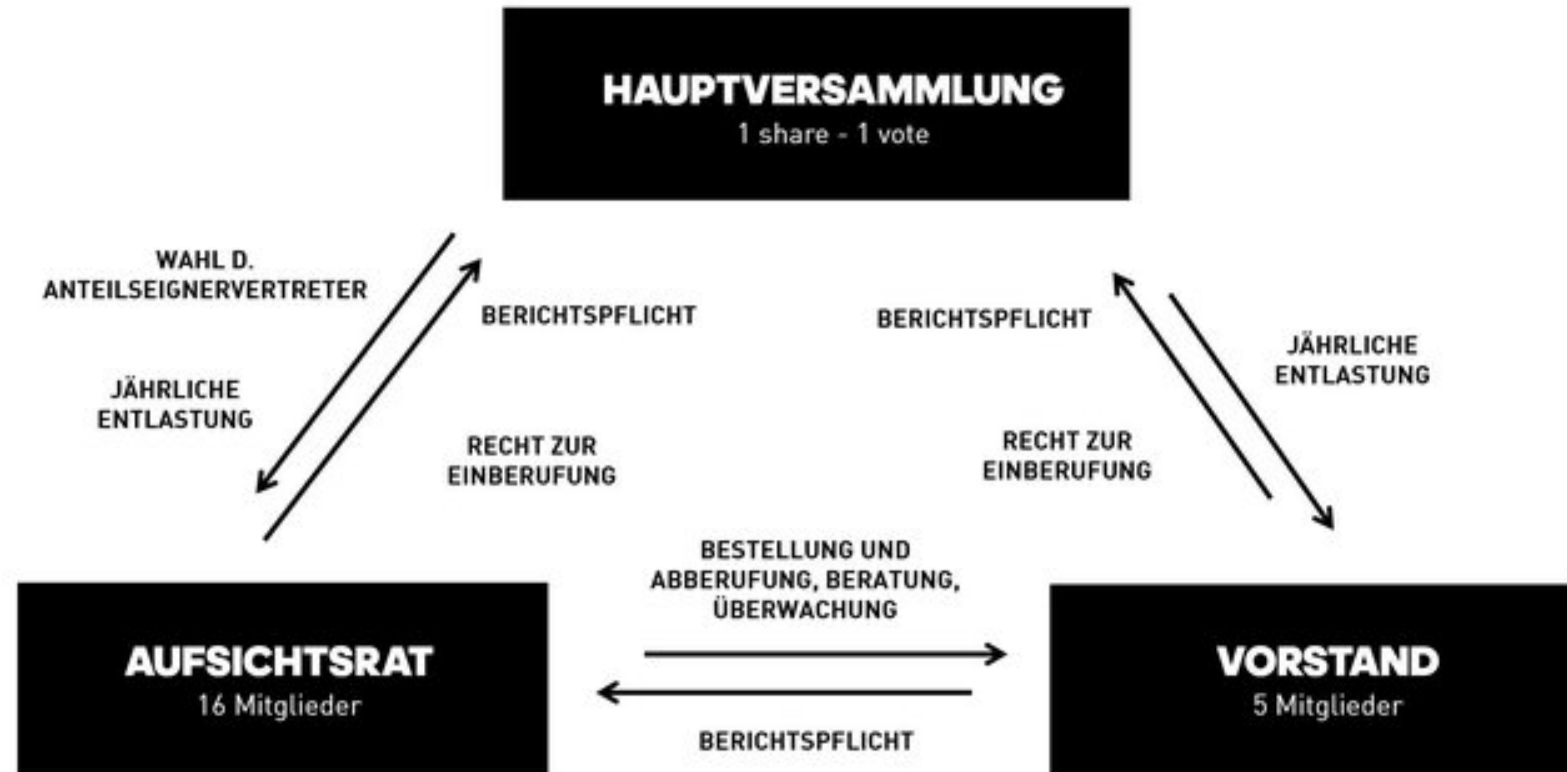 HAUPTVERSAMMLUNG
1 share - 1 vote
WAHL D.
ANTEILSEIGNERVERTRETER
BERICHTSPFLICHT
BERICHTSPFLICHT
JÄHRLICHE
ENTLASTUNG
JÄHRLICHE
ENTLASTUNG
RECHT ZUR
EINBERUFUNG
RECHT ZUR
EINBERUFUNG
BESTELLUNG UND
ABBERUFUNG, BERATUNG,
ÜBERWACHUNG
AUFSICHTSRAT
16 Mitglieder
VORSTAND
5 Mitglieder
BERICHTSPFLICHT